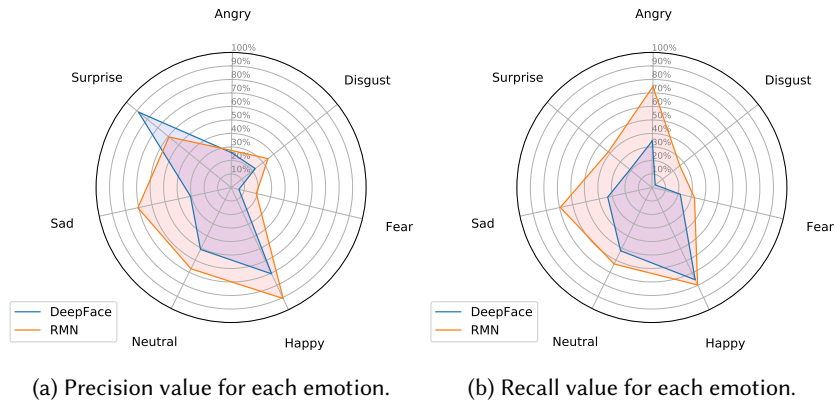 Angry
Disgust
Fear
Happy
Neutral
Sad
Surprise
100%
90%
80%
70%
60%
50%
40%
30%
20%
10%
DeepFace
RMN
(a) Precision value for each emotion.
Angry
Disgust
Fear
Happy
Neutral
Sad
Surprise
100%
90%
80%
70%
60%
50%
40%
30%
20%
10%
DeepFace
RMN
(b) Recall value for each emotion.